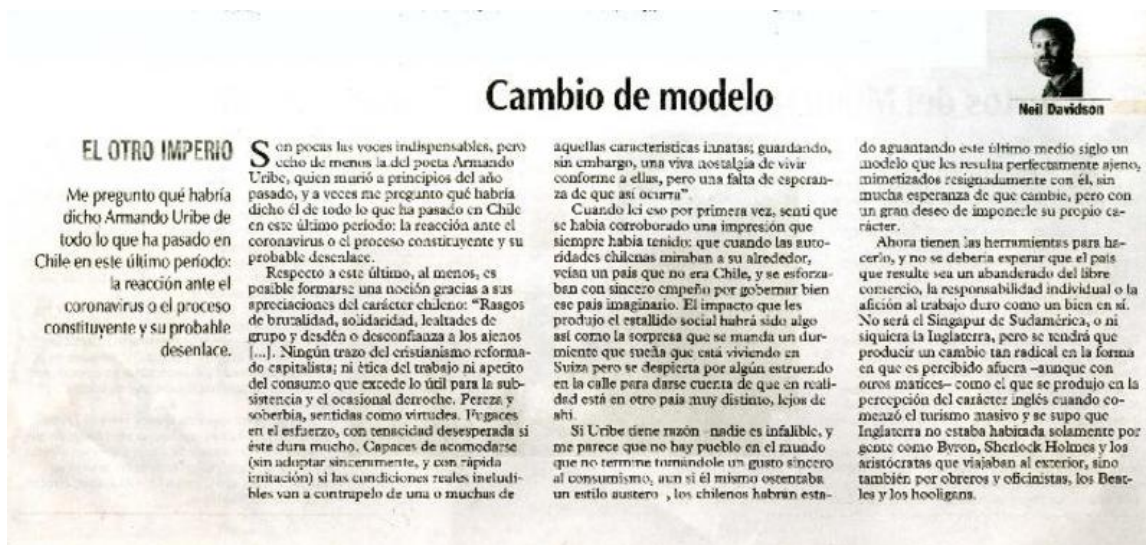 Neil Davidson
Cambio de modelo
EL OTRO IMPERIO
Me pregunto qué habría
dicho Armando Uribe de
todo lo que ha pasado en
Chile en este último período:
la reacción ante el
coronavirus o el proceso
constituyente y su probable
desenlace.
Son pocas las voces indispensables, pero
echo de menos la del poeta Armando
Uribe, quien murió a principios del año
pasado, y a veces me pregunto qué habría
dicho él de todo lo que ha pasado en Chile
en este último período: la reacción ante el
coronavirus o el proceso constituyente y su
probable desenlace.
Respecto a este último, al menos, es
posible formarse una noción gracias a sus
apreciaciones del carácter chileno: “Rasgos
de brutalidad, solidaridad, lealtades de
grupo y desdén o desconfianza a los ajenos
[...]. Ningún trazo del cristianismo reforma-
do capitalista; ni ética del trabajo ni apetito
del consumo que excede lo útil para la sub-
sistencia y el ocasional derroche. Pereza y
soberbia, sentidas como virtudes. Fugaces
en el esfuerzo, con tenacidad desesperada si
éste dura mucho. Capaces de acomodarse
(sin adoptar sinceramente, y con rápida
imitación) si las condiciones reales ineludi-
bles van a contrapelo de una o muchas de
aquellas características innatas; guardando,
sin embargo, una viva nostalgia de vivir
conforme a ellas, pero una falta de esperan-
za de que así ocurra”.
Cuando leí eso por primera vez, sentí que
se había corroborado una impresión que
siempre había tenido: que cuando las auto-
ridades chilenas miraban a su alrededor,
veían un país que no era Chile, y se esforza-
ban con sincero empeño por gobernar bien
ese país imaginario. El impacto que les
produjo el estallido social habrá sido algo
así como la sorpresa que se manda un dur-
miente que sueña que está viviendo en
Suiza pero se despierta por algún estruendo
en la calle para darse cuenta de que en reali-
dad está en otro país muy distinto, lejos de
ahí.
Si Uribe tiene razón –nadie es infalible, y
me parece que no hay pueblo en el mundo
que no termine tomándole un gusto sincero
al consumismo, aun si él mismo ostentaba
un estilo austero–, los chilenos habrán esta-
do aguantando este último medio siglo un
modelo que les resulta perfectamente ajeno,
mimetizados resignadamente con él, sin
mucha esperanza de que cambie, pero con
un gran deseo de imponerle su propio ca-
rácter.
Ahora tienen las herramientas para ha-
cerlo, y no se debería esperar que el país
que resulte sea un abanderado del libre
comercio, la responsabilidad individual o la
afición al trabajo duro como un bien en sí.
No será el Singapur de Sudamérica, o ni
siquiera la Inglaterra, pero se tendrá que
producir un cambio tan radical en la forma
en que es percibido afuera –aunque con
otros matices– como el que se produjo en la
percepción del carácter inglés cuando co-
menzó el turismo masivo y se supo que
Inglaterra no estaba habitada solamente por
gente como Byron, Sherlock Holmes y los
aristócratas que viajaban al exterior, sino
también por obreros y oficinistas, los Beat-
les y los hooligans.